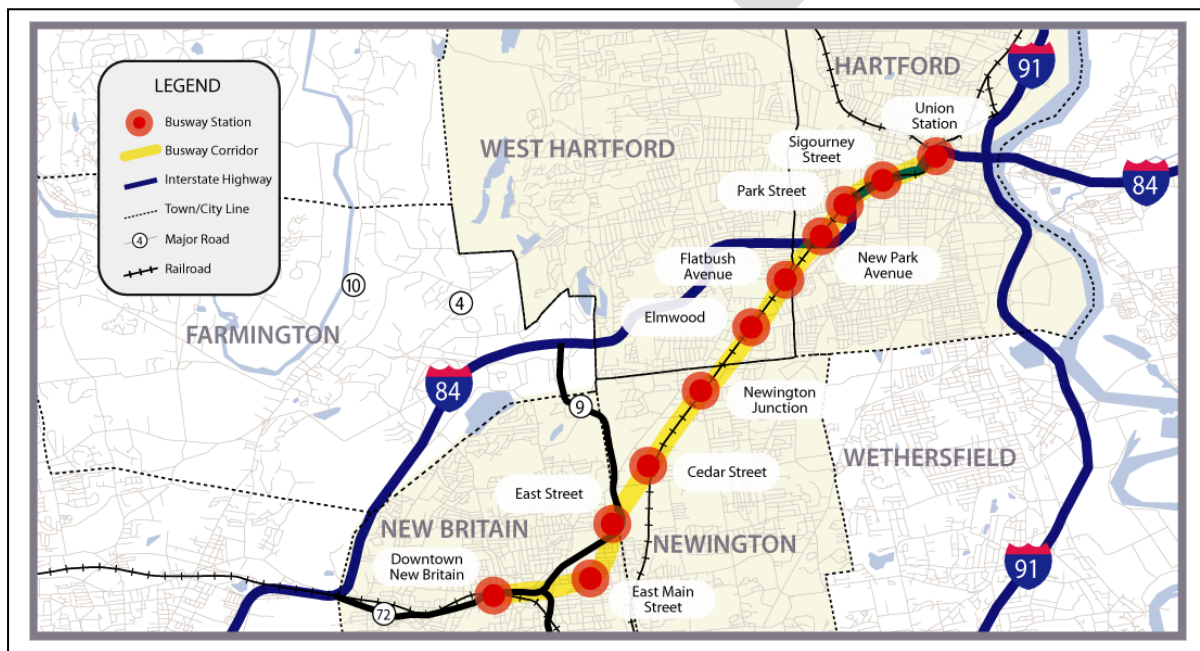 LEGEND
Busway Station
Busway Corridor
Interstate Highway
Town/City Line
4
Major Road
Railroad
HARTFORD
91
Union
Station
WEST HARTFORD
Sigourney
Street
84
Park Street
Flatbush
Avenue
New Park
Avenue
10
4
Elmwood
FARMINGTON
84
9
Newington
Junction
WETHERSFIELD
Cedar Street
East Street
NEW BRITAIN
NEWINGTON
Downtown
New Britain
91
East Main
Street
72